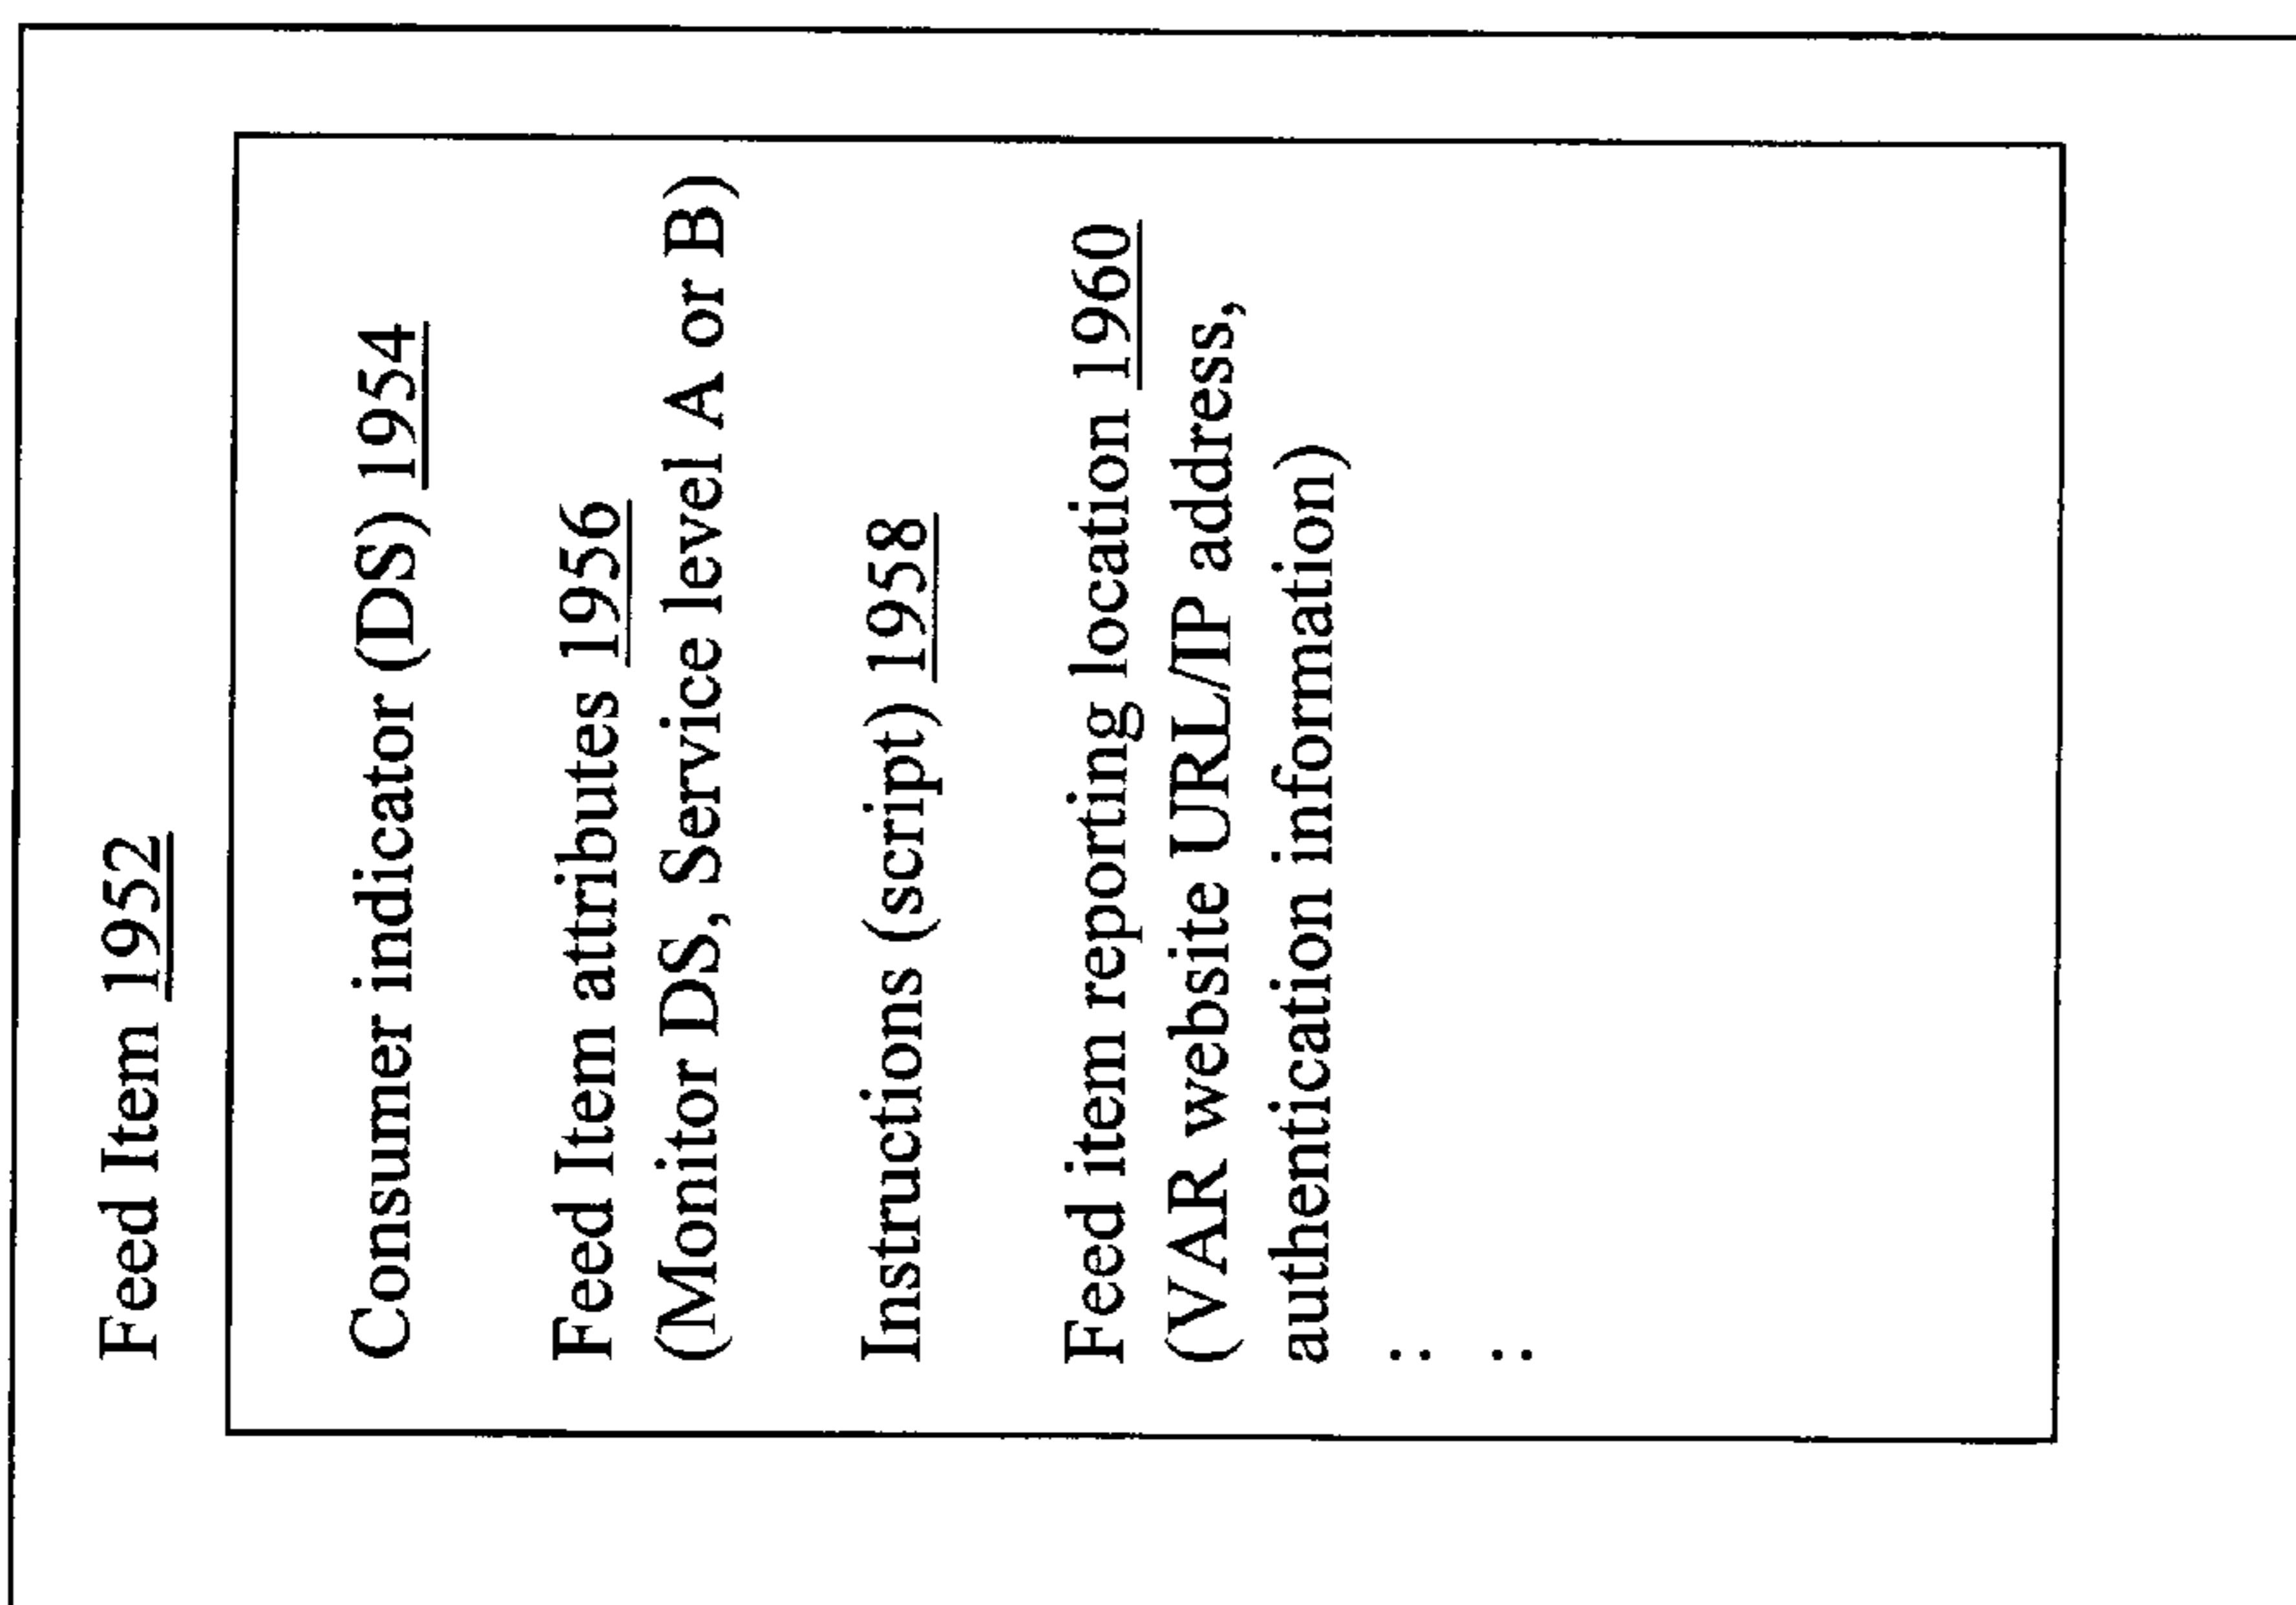 Feed Item 1952
Consumer indicator (DS) 1954
Feed Item attributes 1956
(Monitor DS, Service level A or B)
Instructions (script) 1958
Feed item reporting location 1960
(VAR website URL/IP address,
authentication information)
:
: